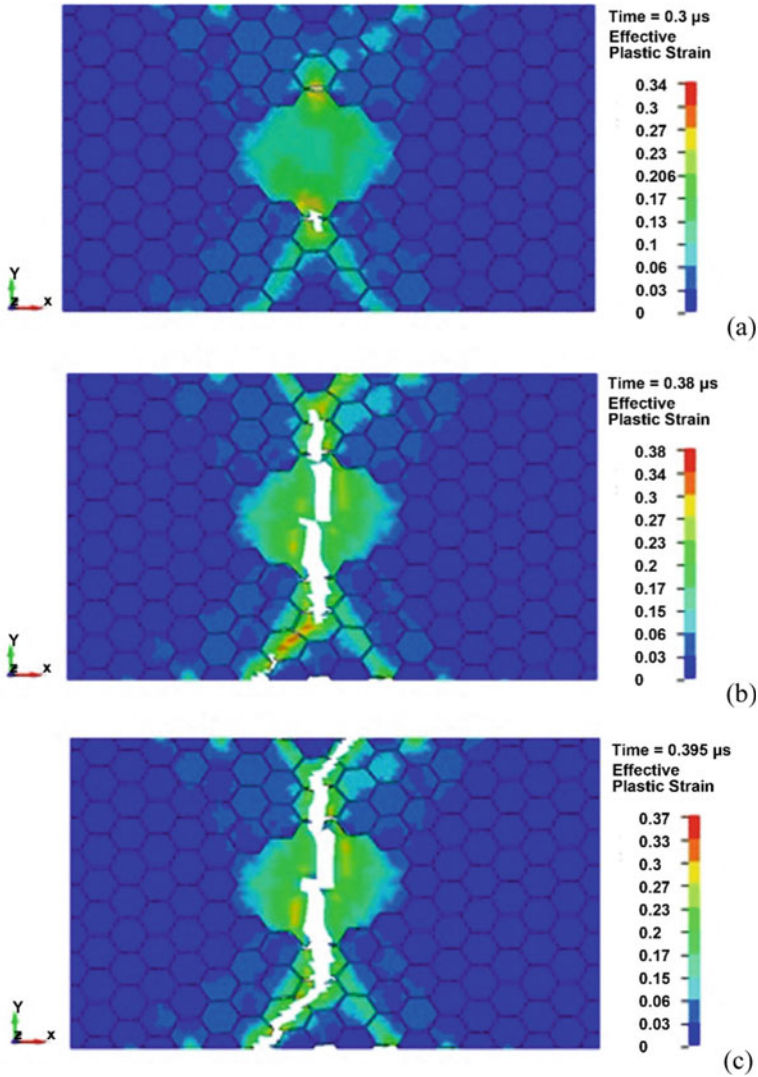 Time = 0.3 μs
Effective
Plastic Strain
0.34
0.3
0.27
0.23
0.206
0.17
0.13
0.1
0.06
0.03
0
Y
Z
X
(a)
Time = 0.38 μs
Effective
Plastic Strain
0.38
0.34
0.3
0.27
0.23
0.2
0.17
0.15
0.06
0.03
0
Y
Z
X
(b)
Time = 0.395 μs
Effective
Plastic Strain
0.37
0.33
0.3
0.27
0.23
0.2
0.17
0.15
0.06
0.03
0
Y
Z
X
(c)